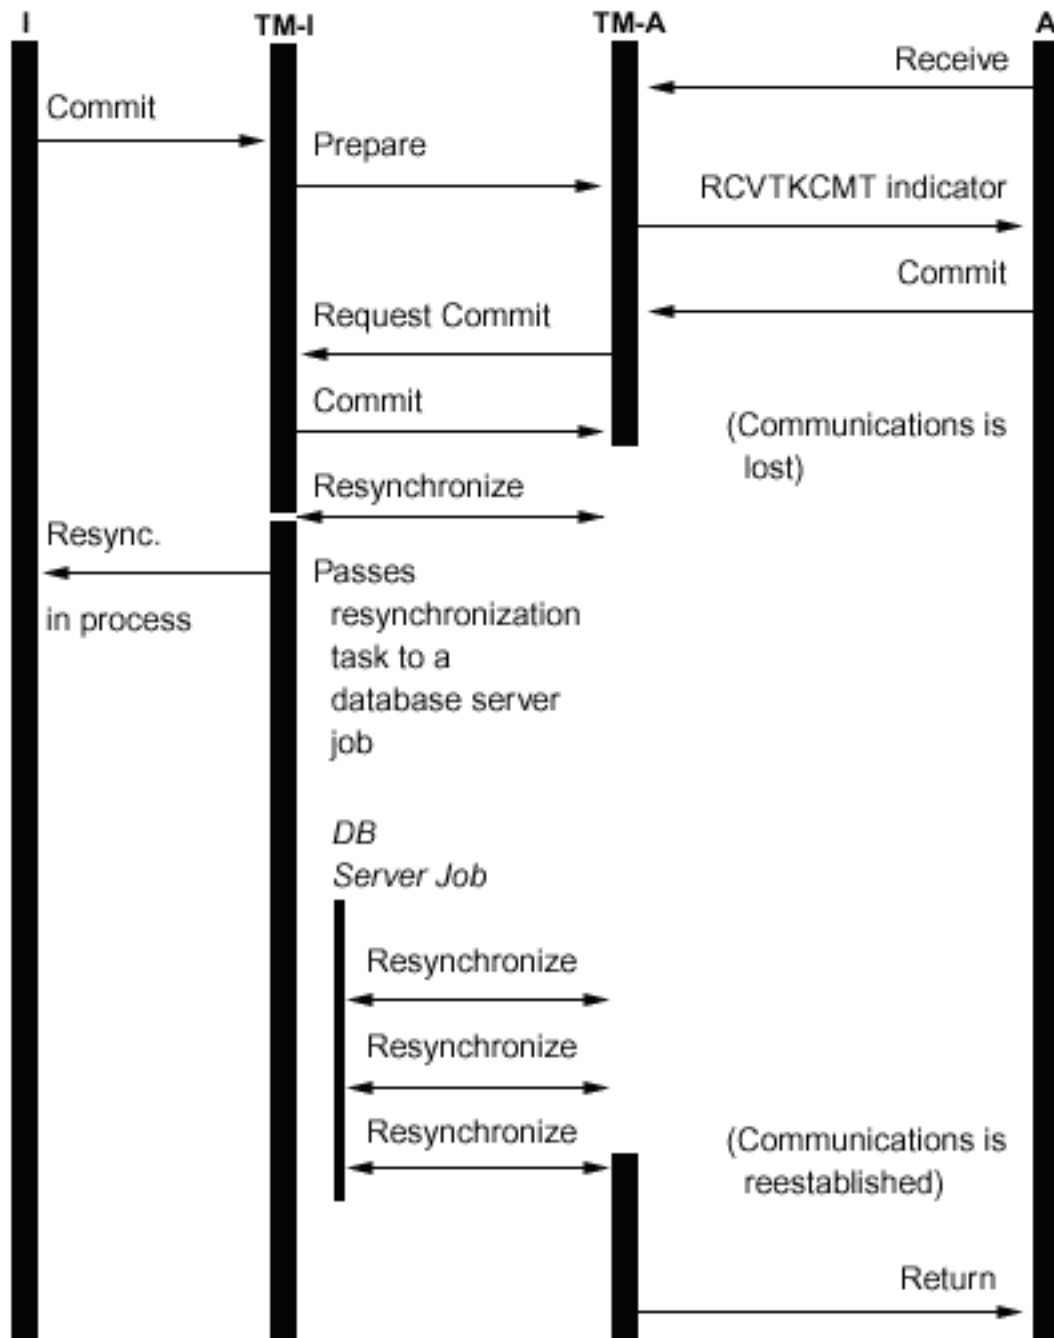 I TM-I TM-A A
Receive
Commit
Prepare
RCVTKCMT indicator
Commit
Request Commit
Commit
(Communications is
lost)
Resynchronize
Resync.
in process
Passes
resynchronization
task to a
database server
job
DB
Server Job
Resynchronize
Resynchronize
Resynchronize
(Communications is
reestablished)
Return